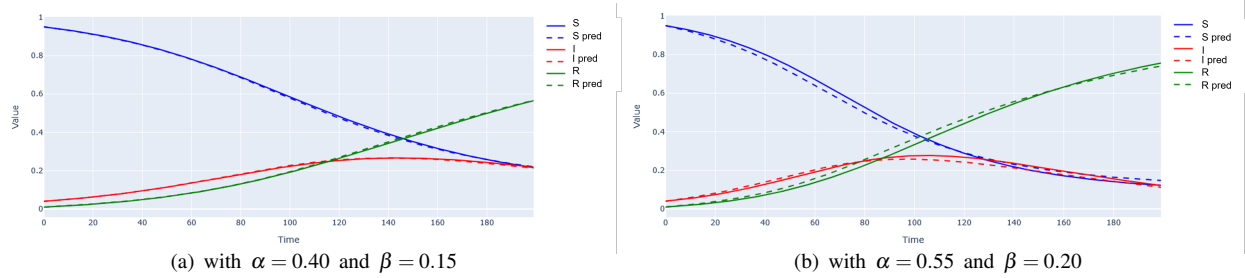 1
0.8
0.6
0.4
0.2
0
Value
0 20 40 60 80 100 120 140 160 180
Time
S
S pred
I
I pred
R
R pred
(a) with α = 0.40 and β = 0.15
1
0.8
0.6
0.4
0.2
0
Value
0 20 40 60 80 100 120 140 160 180
Time
S
S pred
I
I pred
R
R pred
(b) with α = 0.55 and β = 0.20